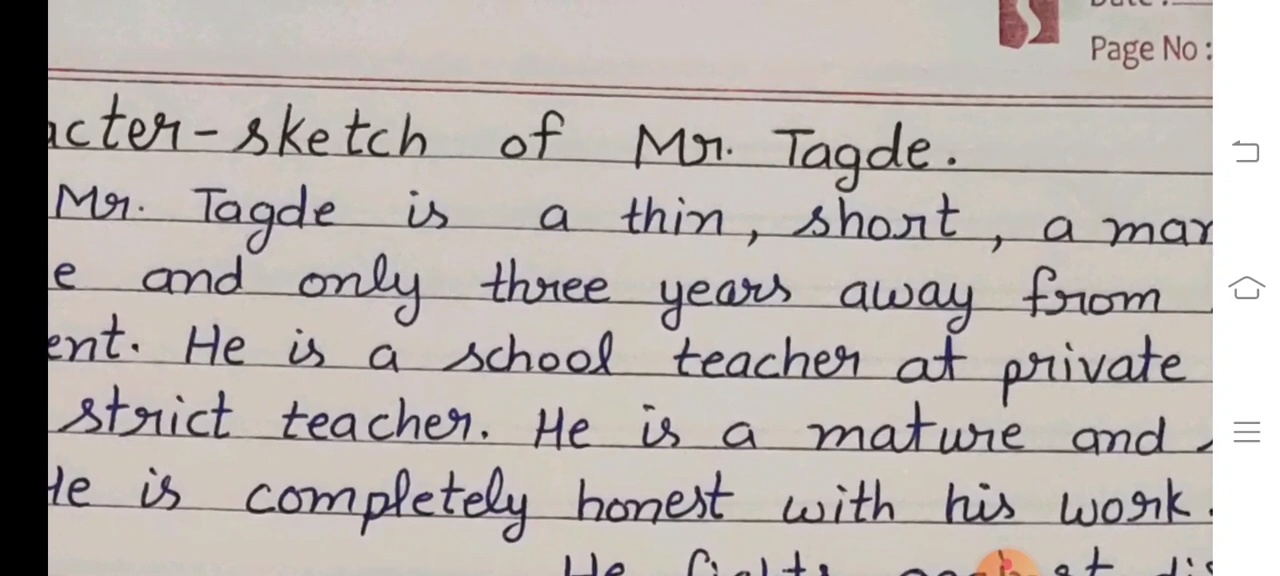 Page No :
acter-sketch of Mr. Tagde.
Mr. Tagde is a thin, short, a
e and only three years away from
ent. He is a school teacher at private
strict teacher. He is a mature and
He is completely honest with his work.
He fights